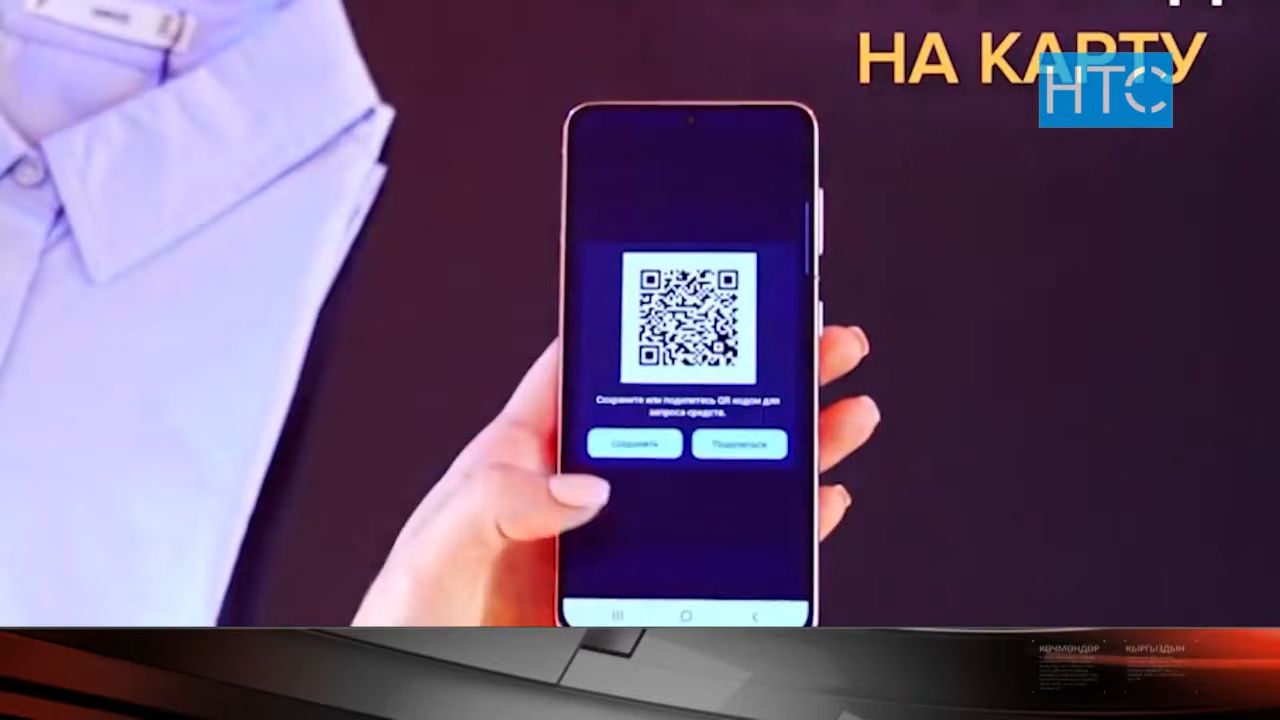 НА КАРТУ
НТС
Сохраните или поделитесь QR кодом для
запроса средств.
Сохранить
Поделиться
КӨЧМӨНДӨР
КЫРГЫЗДЫН